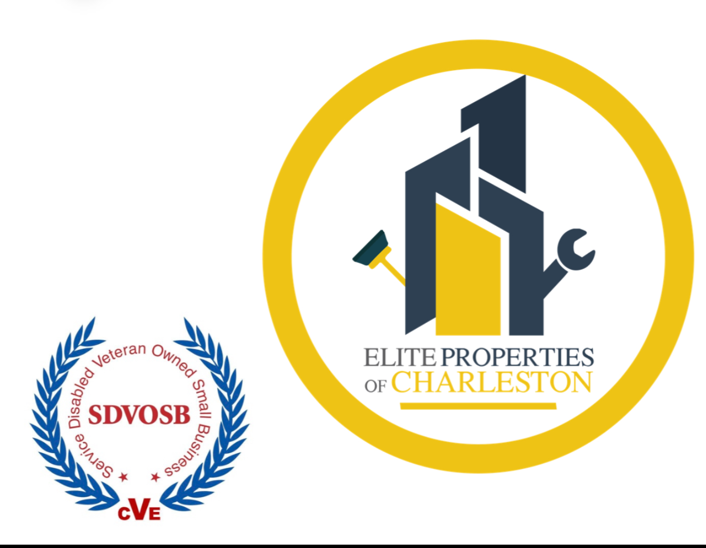 ELITE PROPERTIES
OF CHARLESTON
Service Disabled Veteran Owned Small Business
SDVOSB
CVE